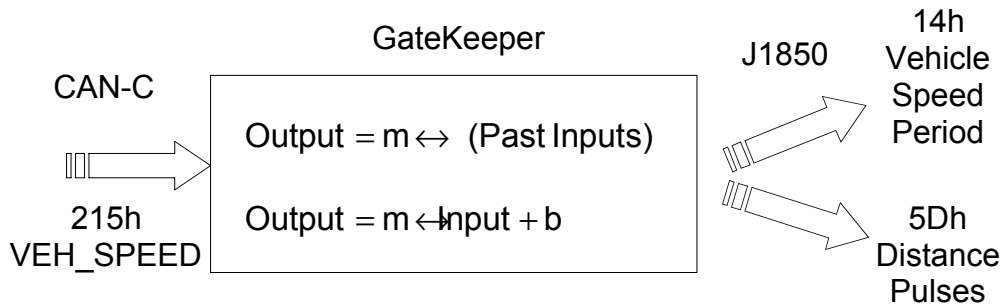 GateKeeper
CAN-C
215h
VEH_SPEED
Output = m ↔ (Past Inputs)
Output = m ↔ Input + b
J1850
14h
Vehicle
Speed
Period
5Dh
Distance
Pulses